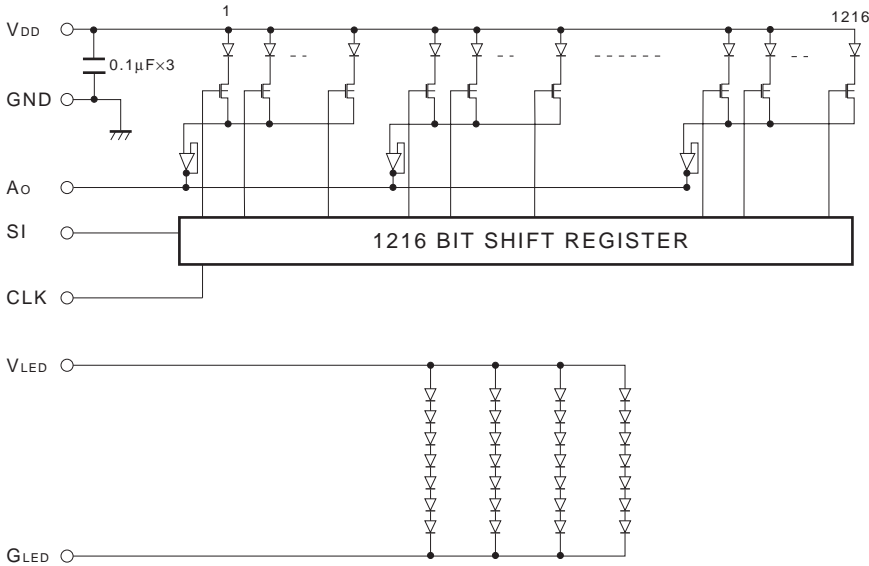 1
1216
VDD
0.1µF×3
GND
AO
SI
1216 BIT SHIFT REGISTER
CLK
VLED
GLED